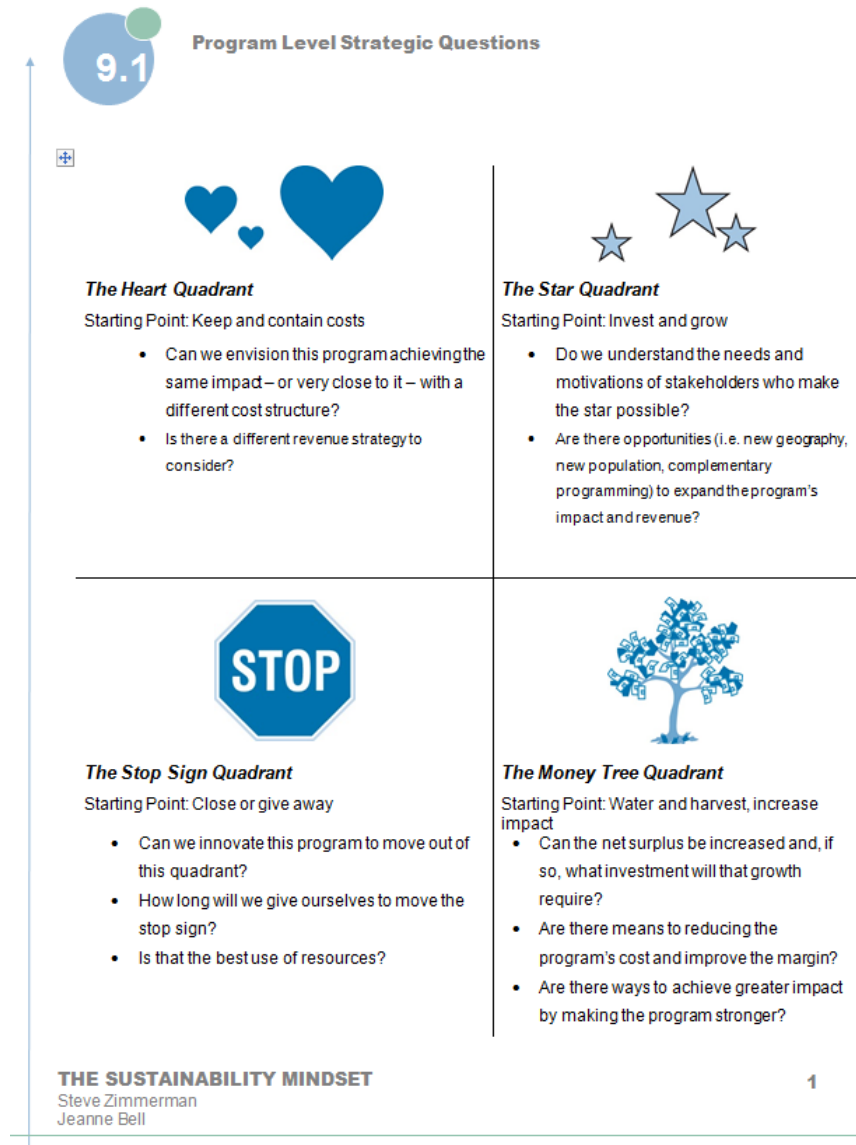 9.1
Program Level Strategic Questions
The Heart Quadrant
Starting Point: Keep and contain costs
• Can we envision this program achieving the
same impact – or very close to it – with a
different cost structure?
• Is there a different revenue strategy to
consider?
The Star Quadrant
Starting Point: Invest and grow
• Do we understand the needs and
motivations of stakeholders who make
the star possible?
• Are there opportunities (i.e. new geography,
new population, complementary
programming) to expand the program's
impact and revenue?
STOP
The Stop Sign Quadrant
Starting Point: Close or give away
• Can we innovate this program to move out of
this quadrant?
• How long will we give ourselves to move the
stop sign?
• Is that the best use of resources?
The Money Tree Quadrant
Starting Point: Water and harvest, increase
impact
• Can the net surplus be increased and, if
so, what investment will that growth
require?
• Are there means to reducing the
program's cost and improve the margin?
• Are there ways to achieve greater impact
by making the program stronger?
THE SUSTAINABILITY MINDSET
Steve Zimmerman
Jeanne Bell
1